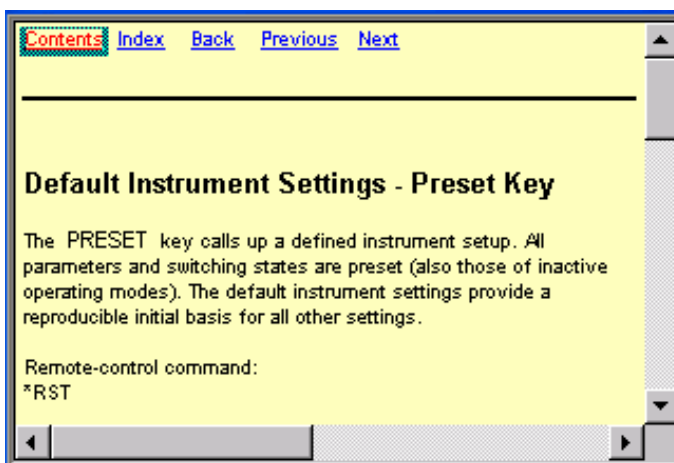 Contents Index Back Previous Next
Default Instrument Settings - Preset Key
The PRESET key calls up a defined instrument setup. All
parameters and switching states are preset (also those of inactive
operating modes). The default instrument settings provide a
reproducible initial basis for all other settings.
Remote-control command:
*RST